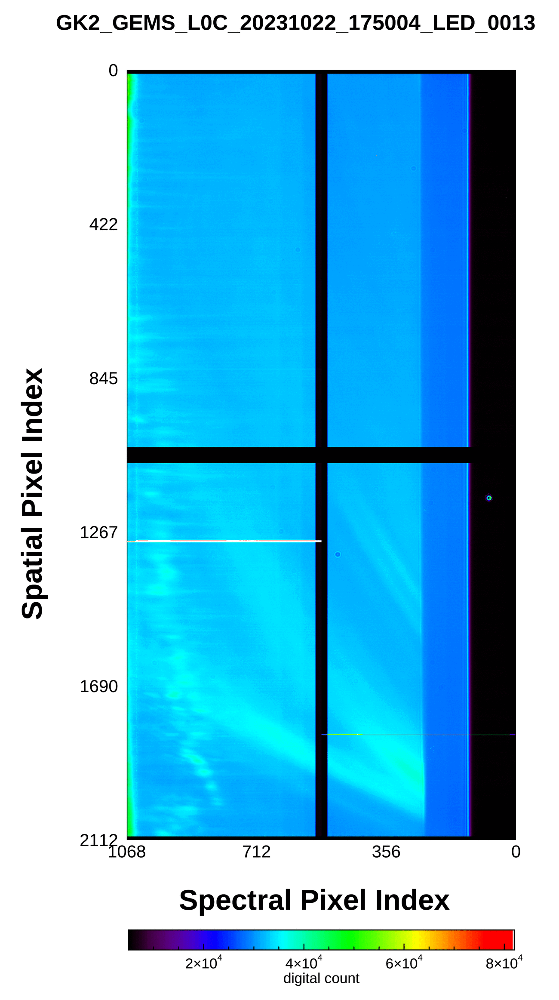 GK2_GEMS_L0C_20231022_175004_LED_0013
0
422
845
1267
1690
2112
Spatial Pixel Index
1068 712 356 0
Spectral Pixel Index
2×10⁴ 4×10⁴ 6×10⁴ 8×10⁴
digital count